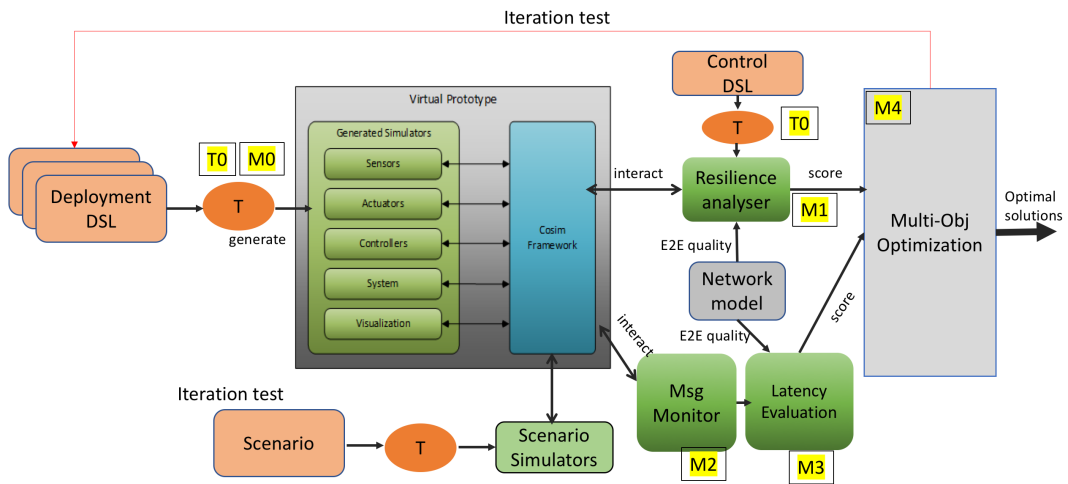 Iteration test
Control
DSL
T
T0
M4
Virtual Prototype
Generated Simulators
Sensors
Actuators
Controllers
System
Visualization
Cosim
Framework
T0
M0
Deployment
DSL
T
generate
interact
Resilience
analyser
score
M1
Multi-Obj
Optimization
Optimal
solutions
E2E quality
Network
model
E2E quality
score
interact
Msg
Monitor
M2
Latency
Evaluation
M3
Iteration test
Scenario
T
Scenario
Simulators